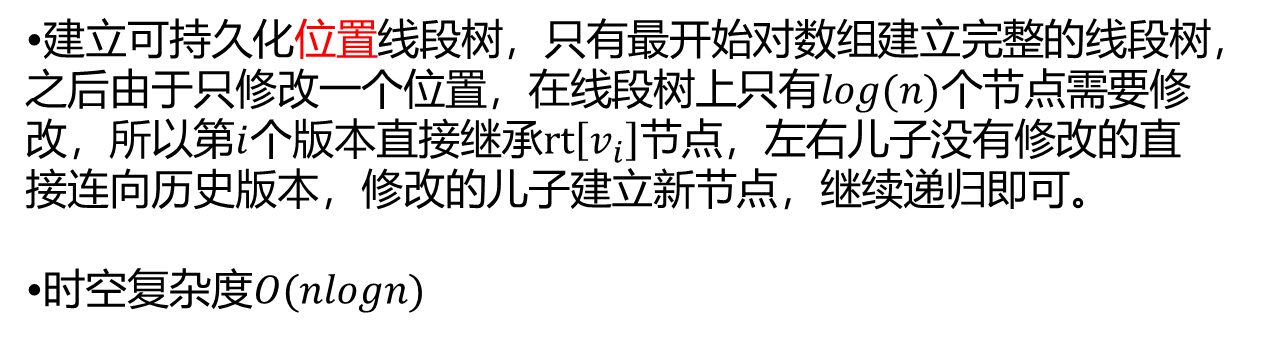 •建立可持久化位置线段树，只有最开始对数组建立完整的线段树，
之后由于只修改一个位置，在线段树上只有log(n)个节点需要修
改，所以第i个版本直接继承rt[vᵢ]节点，左右儿子没有修改的直
接连向历史版本，修改的儿子建立新节点，继续递归即可。
•时空复杂度O(nlogn)